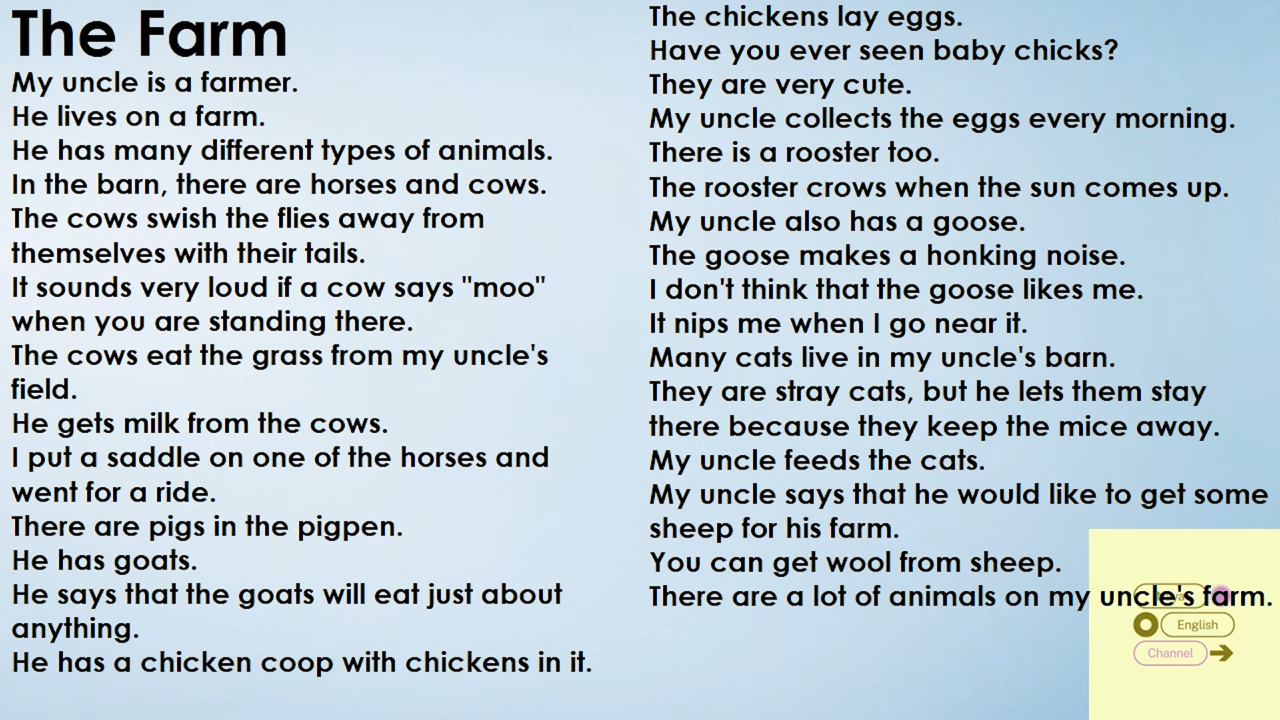 The Farm
My uncle is a farmer.
He lives on a farm.
He has many different types of animals.
In the barn, there are horses and cows.
The cows swish the flies away from
themselves with their tails.
It sounds very loud if a cow says "moo"
when you are standing there.
The cows eat the grass from my uncle's
field.
He gets milk from the cows.
I put a saddle on one of the horses and
went for a ride.
There are pigs in the pigpen.
He has goats.
He says that the goats will eat just about
anything.
He has a chicken coop with chickens in it.
The chickens lay eggs.
Have you ever seen baby chicks?
They are very cute.
My uncle collects the eggs every morning.
There is a rooster too.
The rooster crows when the sun comes up.
My uncle also has a goose.
The goose makes a honking noise.
I don't think that the goose likes me.
It nips me when I go near it.
Many cats live in my uncle's barn.
They are stray cats, but he lets them stay
there because they keep the mice away.
My uncle feeds the cats.
My uncle says that he would like to get some
sheep for his farm.
You can get wool from sheep.
There are a lot of animals on my uncle's farm.
English
Channel